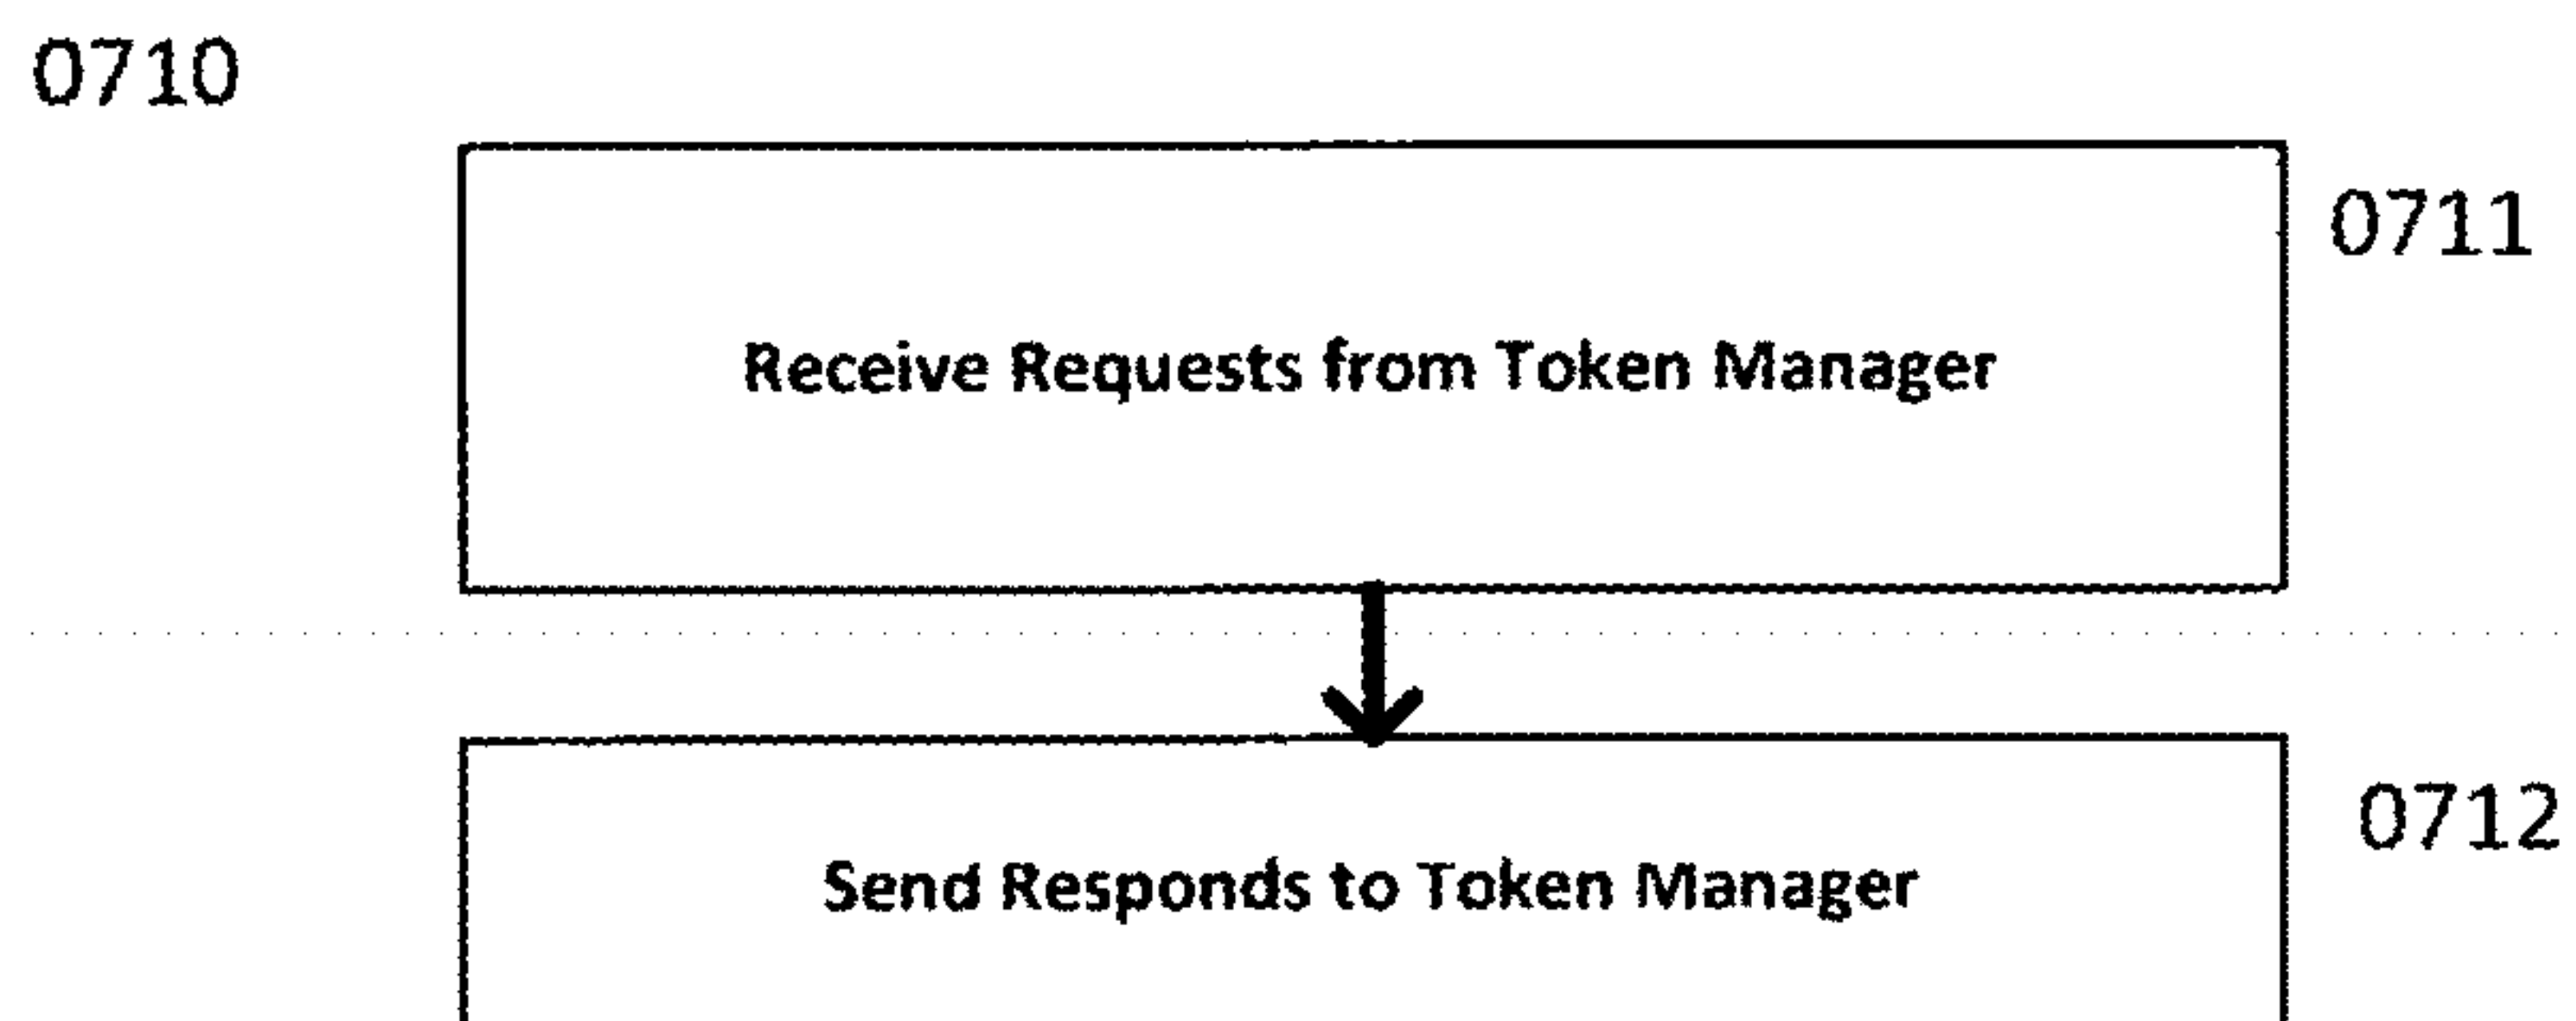 0710
0711
Receive Requests from Token Manager
0712
Send Responds to Token Manager